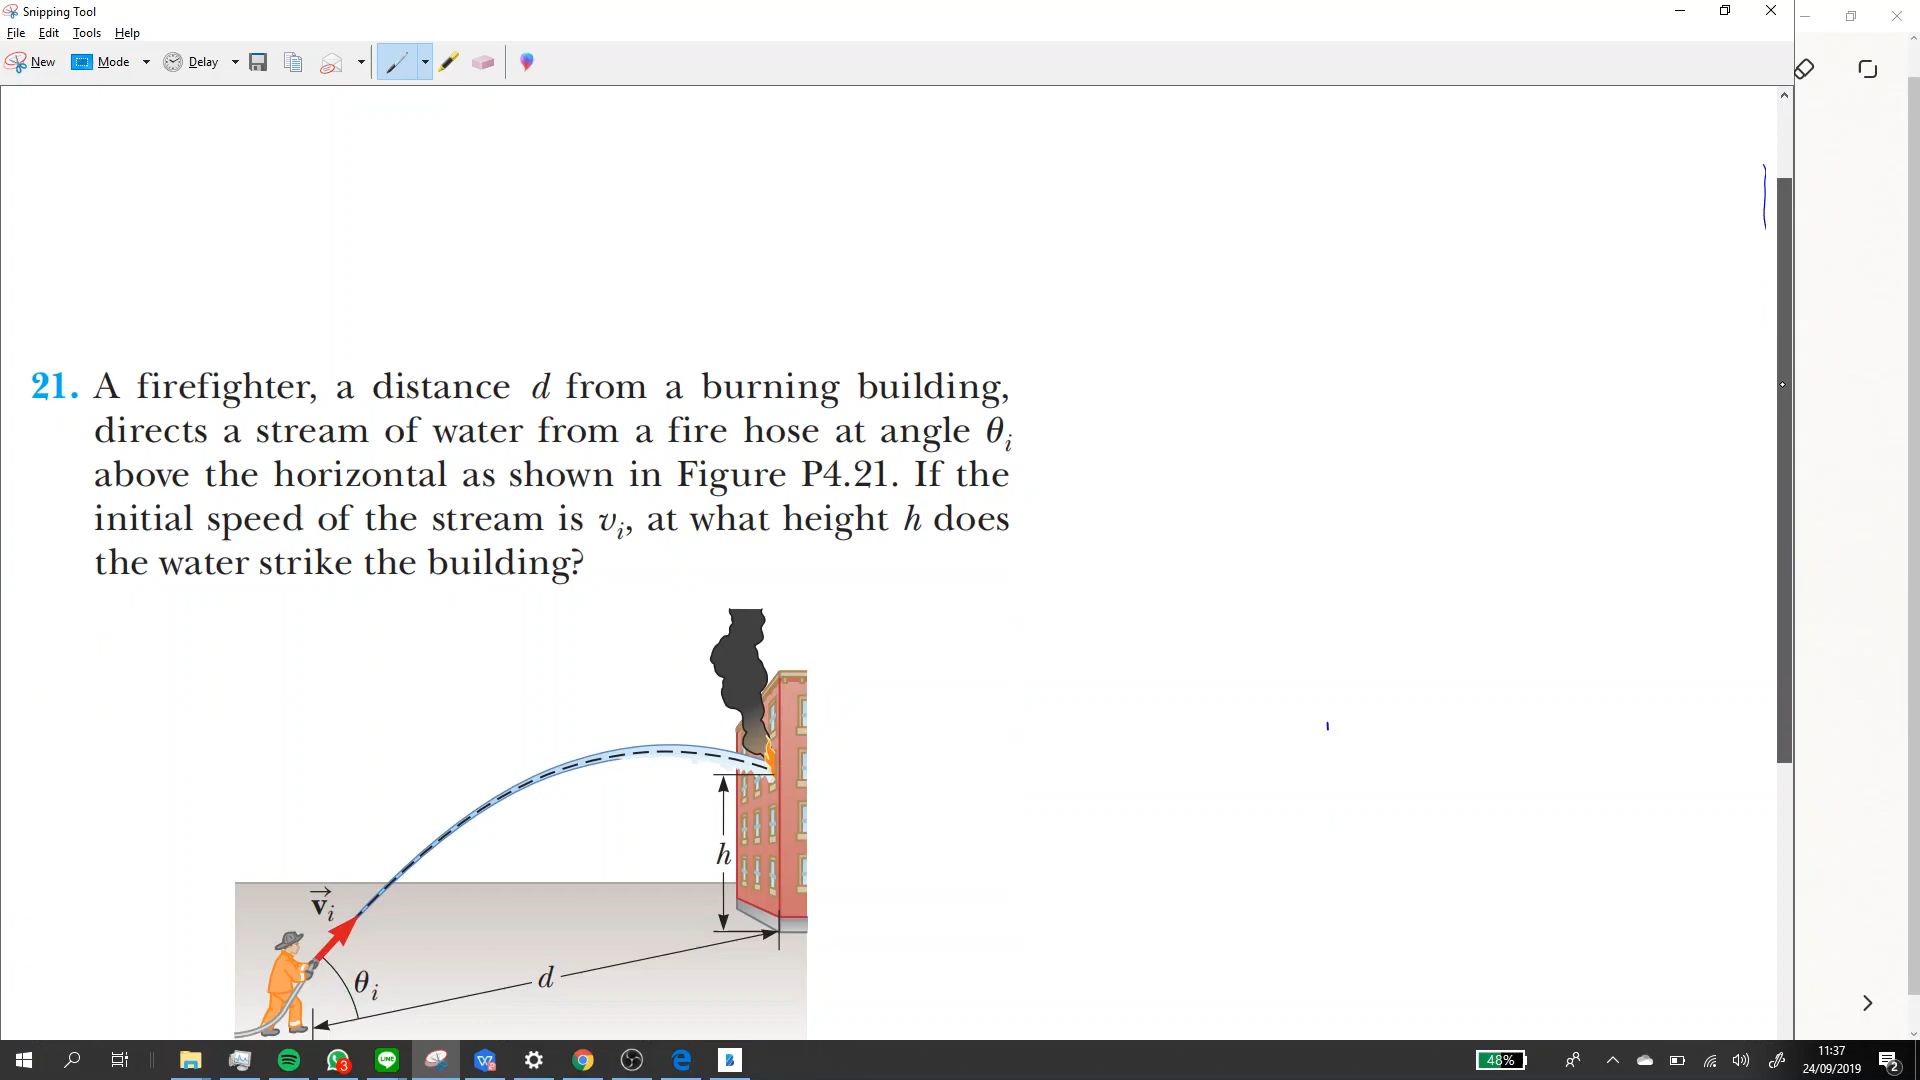 Snipping Tool
File Edit Tools Help
New Mode Delay
21. A firefighter, a distance d from a burning building,
directs a stream of water from a fire hose at angle θi
above the horizontal as shown in Figure P4.21. If the
initial speed of the stream is vi, at what height h does
the water strike the building?
h
v⃗i
θi
d
3
48%
11:37
24/09/2019
2